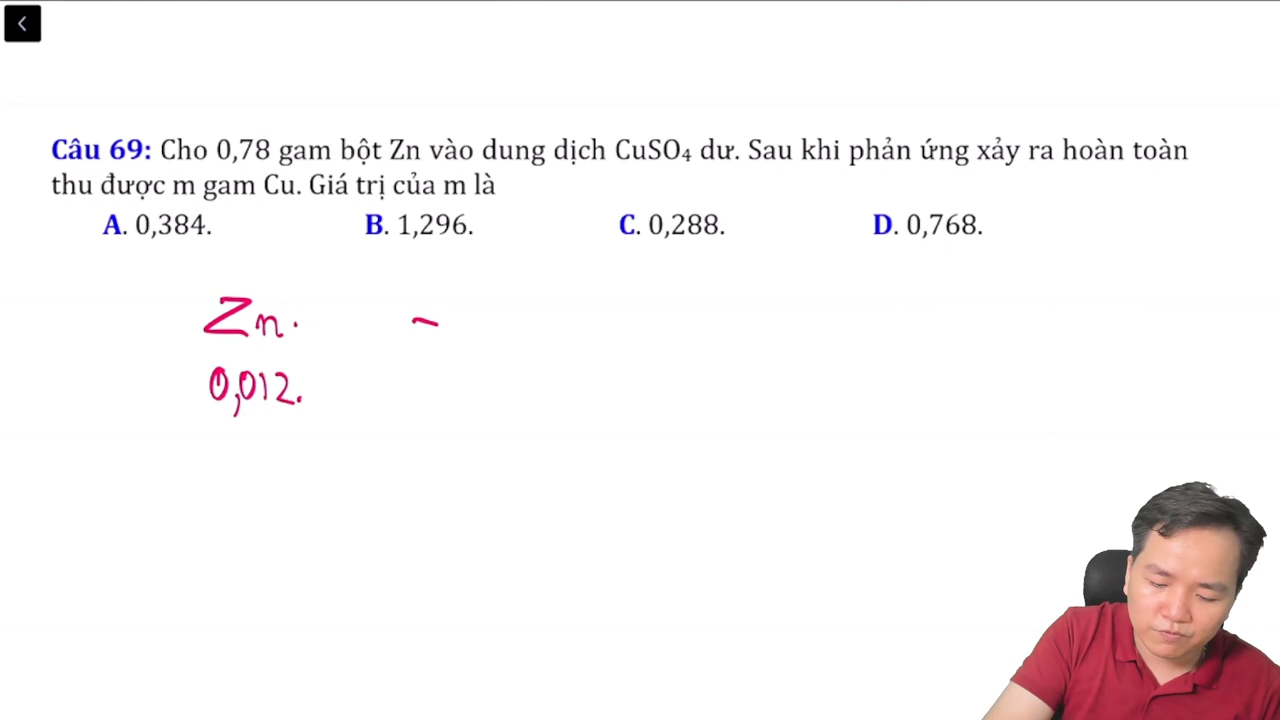 Câu 69: Cho 0,78 gam bột Zn vào dung dịch CuSO₄ dư. Sau khi phản ứng xảy ra hoàn toàn
thu được m gam Cu. Giá trị của m là
A. 0,384. B. 1,296. C. 0,288. D. 0,768.
Zn.
0,012.